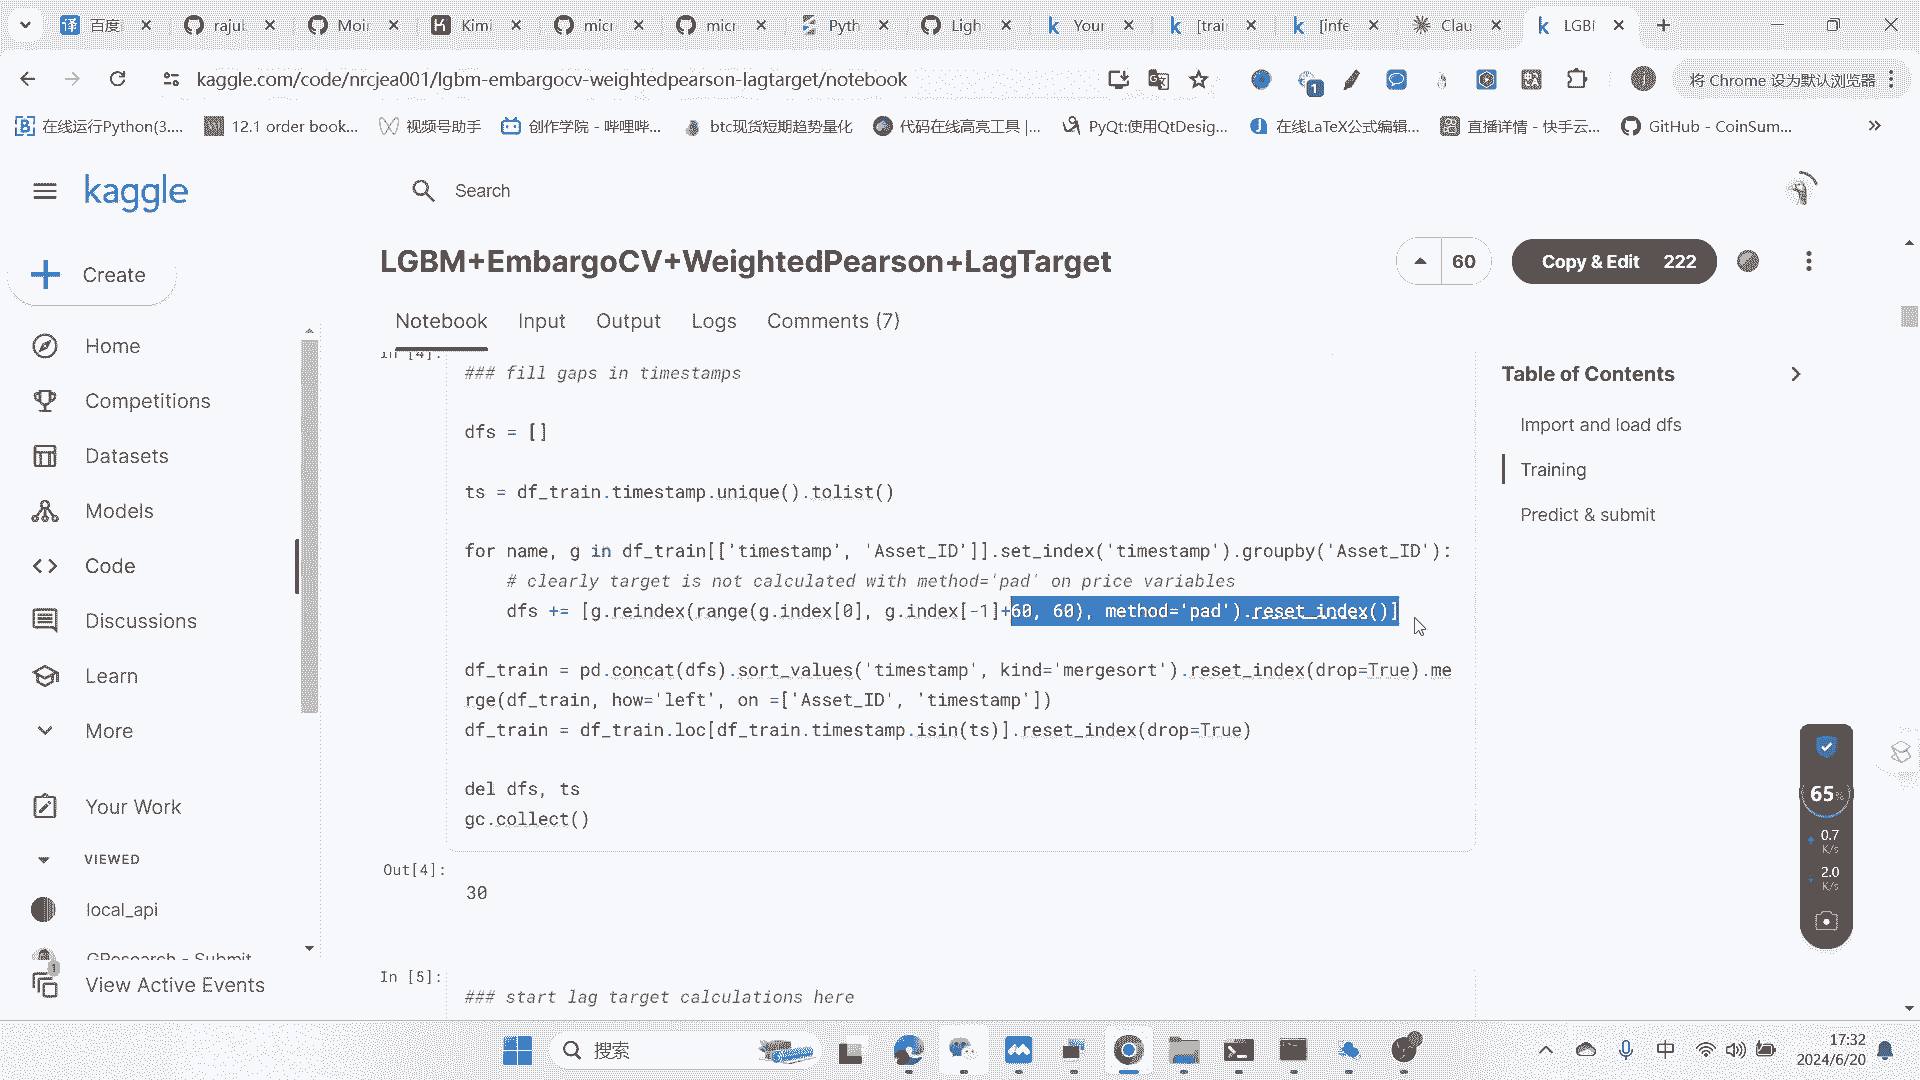 百度
rajul
Moin
Kimi
micr
micr
Pyth
Ligh
Your
[trai
[infe
Clau
LGBI
kaggle.com/code/nrcjea001/lgbm-embargocv-weightedpearson-lagtarget/notebook
1
将 Chrome 设为默认浏览器
在线运行Python(3....
12.1 order book...
视频号助手
创作学院 - 哔哩哔...
btc现货短期趋势量化
代码在线高亮工具 |...
PyQt:使用QtDesig...
在线LaTeX公式编辑...
直播详情 - 快手云...
GitHub - CoinSum...
kaggle
Search
Create
Home
Competitions
Datasets
Models
Code
Discussions
Learn
More
Your Work
VIEWED
local_api
GResearch - Submit
1
View Active Events
LGBM+EmbargoCV+WeightedPearson+LagTarget
60
Copy & Edit 222
Notebook
Input
Output
Logs
Comments (7)
In [4]:
### fill gaps in timestamps
dfs = []
ts = df_train.timestamp.unique().tolist()
for name, g in df_train[['timestamp', 'Asset_ID']].set_index('timestamp').groupby('Asset_ID'):
# clearly target is not calculated with method='pad' on price variables
dfs += [g.reindex(range(g.index[0], g.index[-1]+60, 60), method='pad').reset_index()]
df_train = pd.concat(dfs).sort_values('timestamp', kind='mergesort').reset_index(drop=True).me
rge(df_train, how='left', on =['Asset_ID', 'timestamp'])
df_train = df_train.loc[df_train.timestamp.isin(ts)].reset_index(drop=True)
del dfs, ts
gc.collect()
Out[4]:
30
In [5]:
### start lag target calculations here
Table of Contents
Import and load dfs
Training
Predict & submit
65%
0.7
K/s
2.0
K/s
搜索
中
17:32
2024/6/20